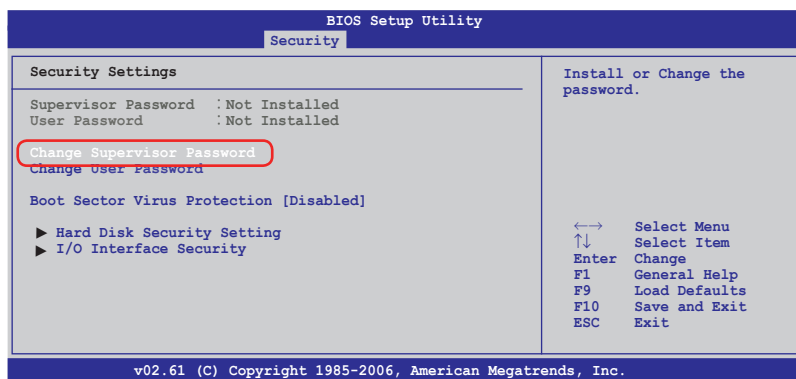 BIOS Setup Utility
Security
Security Settings
Supervisor Password : Not Installed
User Password : Not Installed
Change Supervisor Password
Change User Password
Boot Sector Virus Protection [Disabled]
▶ Hard Disk Security Setting
▶ I/O Interface Security
Install or Change the
password.
←→ Select Menu
↑↓ Select Item
Enter Change
F1 General Help
F9 Load Defaults
F10 Save and Exit
ESC Exit
v02.61 (C) Copyright 1985-2006, American Megatrends, Inc.